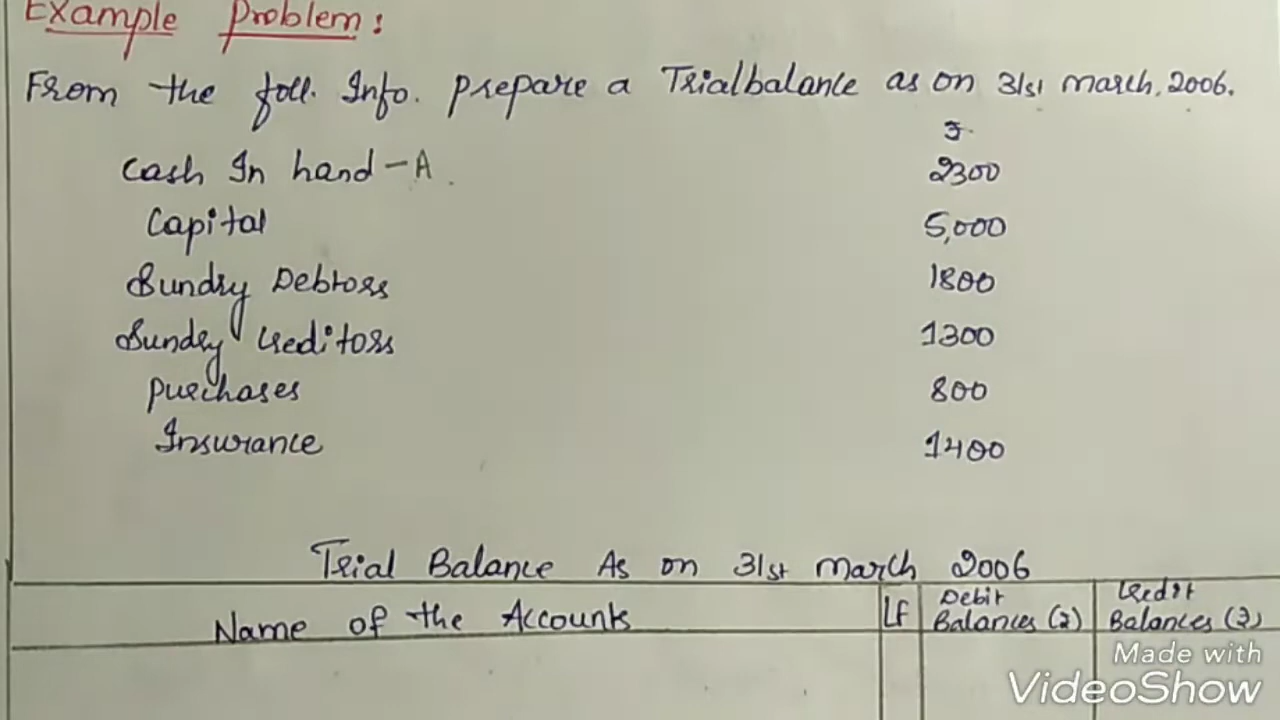 Example Problem:
From the foll. Info. prepare a Trialbalance as on 31st march, 2006.
₹
Cash In hand - A 2300
Capital 5,000
Sundry Debtors 1800
Sundry Creditors 1300
purchases 800
Insurance 1400
Trial Balance As on 31st march 2006
Name of the Accounts LF Debit Balances (₹) Credit Balances (₹)
Made with
VideoShow